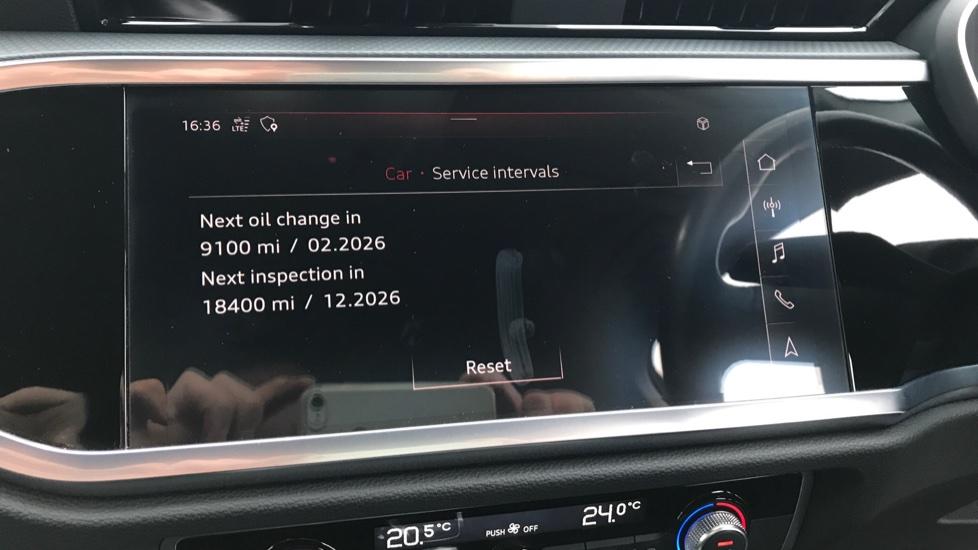 16:36 LTE
Car · Service intervals
Next oil change in
9100 mi / 02.2026
Next inspection in
18400 mi / 12.2026
Reset
20.5°C PUSH OFF 24.0°C